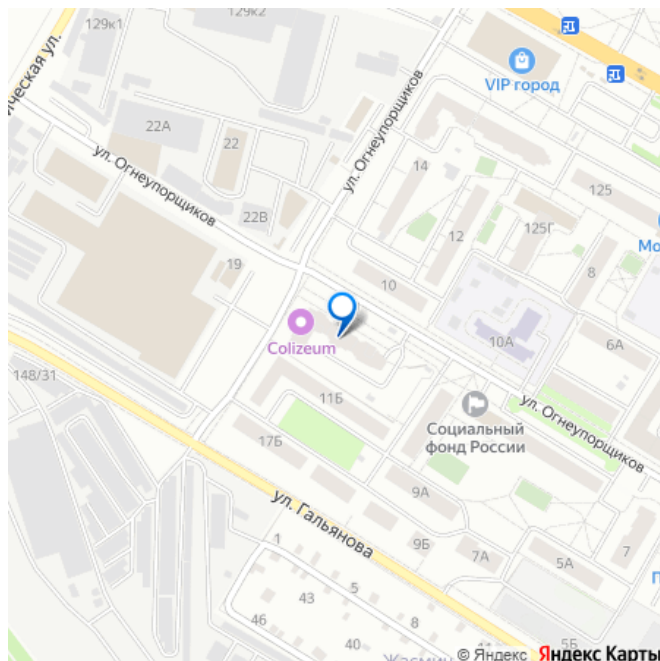 129к1
129к2
ическая ул.
VIP город
22А
22
ул. Огнеупорщиков
ул. Огнеупорщиков
14
125
22В
12
125Г
Мо
19
10
8
Colizeum
10А
6А
148/31
11Б
ул. Огнеупорщиков
Социальный
фонд России
17Б
9А
ул. Гальянова
9Б
7А
5А
7
1
П
43
5
46
8
40
Жасмин
© Яндекс Яндекс Карты